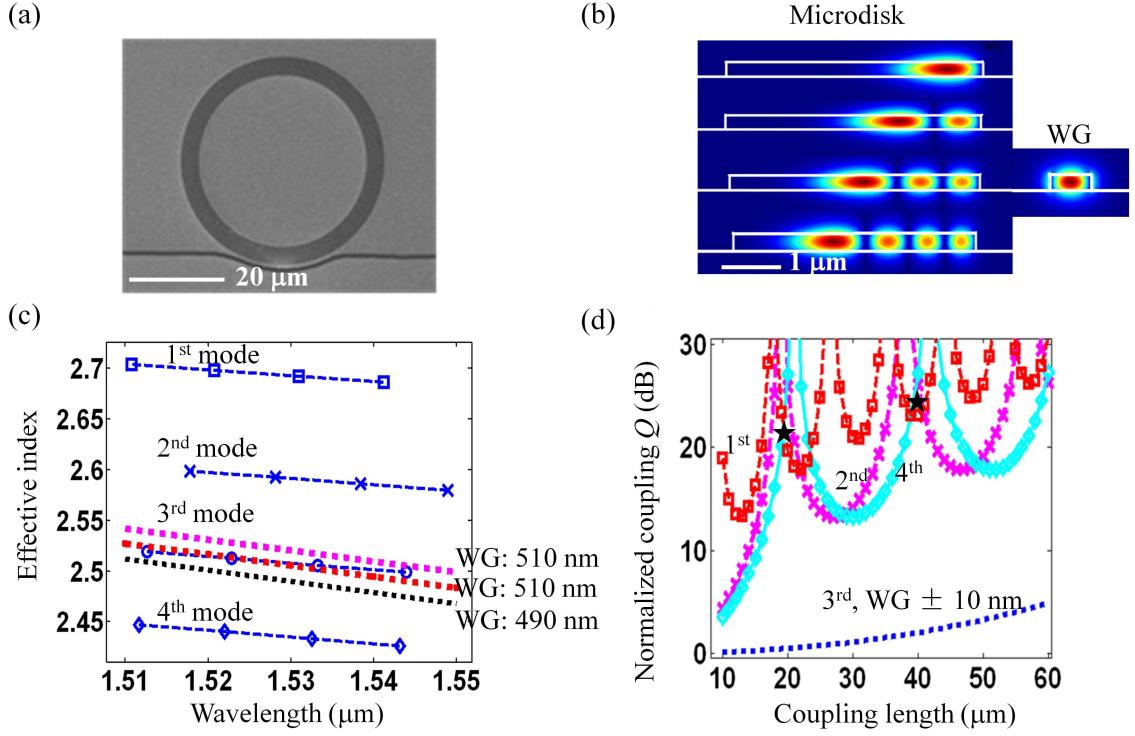 (a)
20 μm
(b)
Microdisk
WG
1 μm
(c)
Effective index
2.7
2.65
2.6
2.55
2.5
2.45
1st mode
2nd mode
3rd mode
4th mode
WG: 510 nm
WG: 510 nm
WG: 490 nm
1.51 1.52 1.53 1.54 1.55
Wavelength (μm)
(d)
Normalized coupling Q (dB)
30
20
10
0
1st
2nd
4th
3rd, WG ± 10 nm
10 20 30 40 50 60
Coupling length (μm)